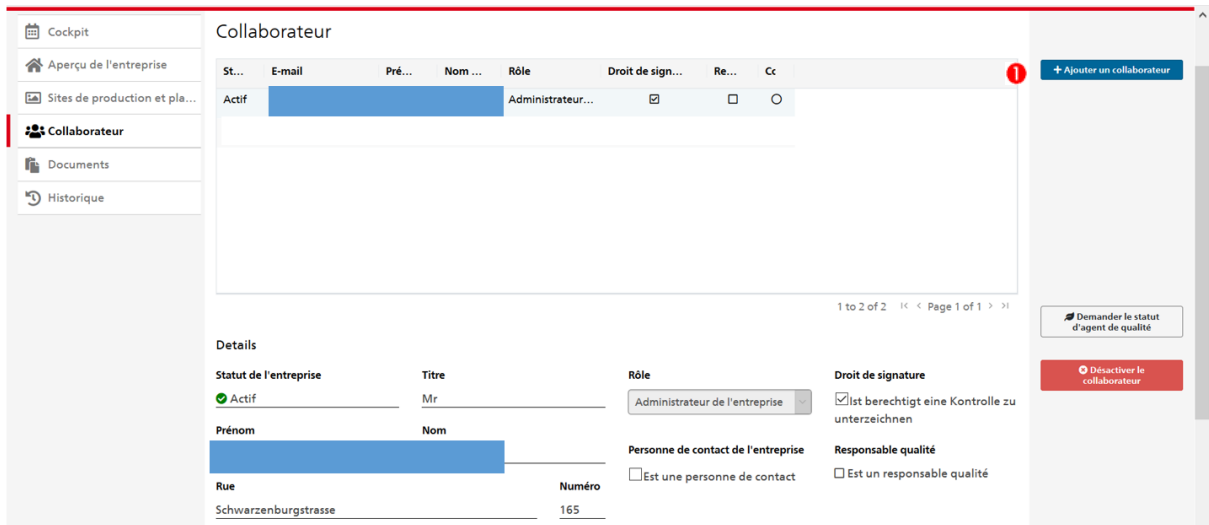 Cockpit
Aperçu de l'entreprise
Sites de production et pla...
Collaborateur
Documents
Historique
Collaborateur
St... E-mail Pré... Nom ... Rôle Droit de sign... Re... Cc
1
Actif Administrateur...
+ Ajouter un collaborateur
1 to 2 of 2 Page 1 of 1
Demander le statut
d'agent de qualité
Désactiver le
collaborateur
Details
Statut de l'entreprise Titre Rôle Droit de signature
Actif Mr Administrateur de l'entreprise Ist berechtigt eine Kontrolle zu
unterzeichnen
Prénom Nom
Personne de contact de l'entreprise Responsable qualité
Est une personne de contact Est un responsable qualité
Rue Numéro
Schwarzenburgstrasse 165